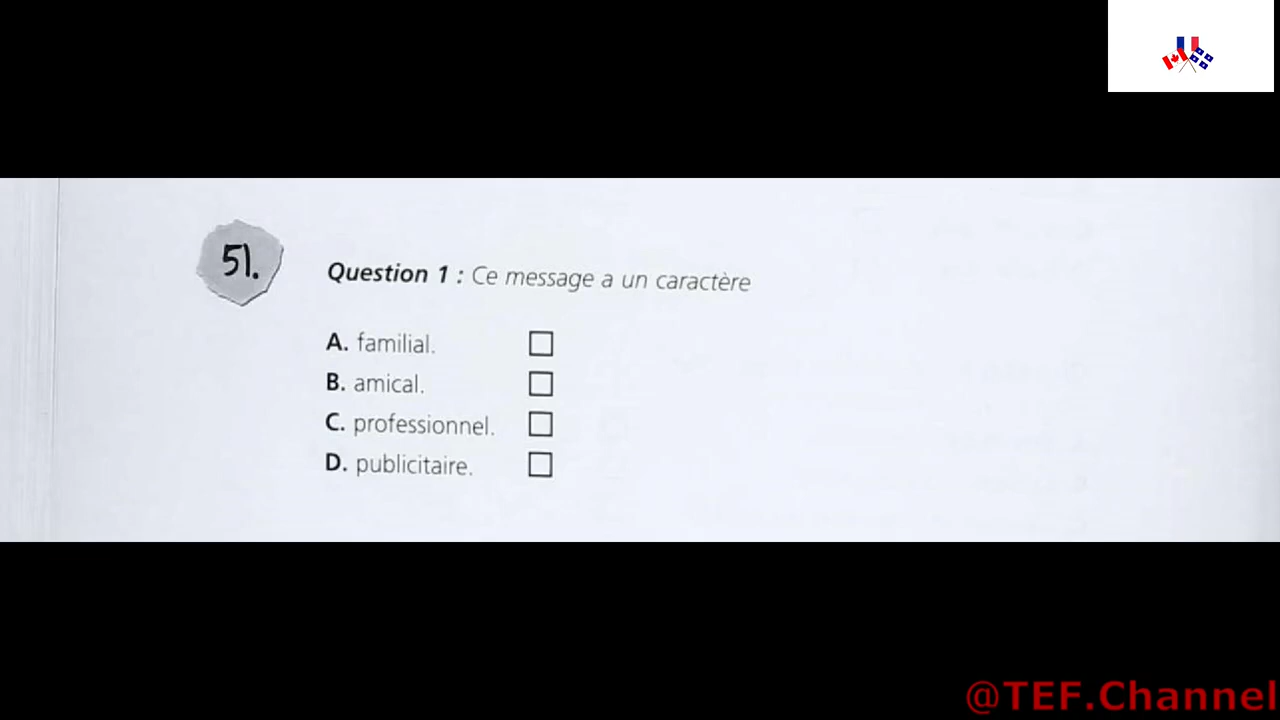 51.
Question 1 : Ce message a un caractère
A. familial.
B. amical.
C. professionnel.
D. publicitaire.
@TEF.Channel